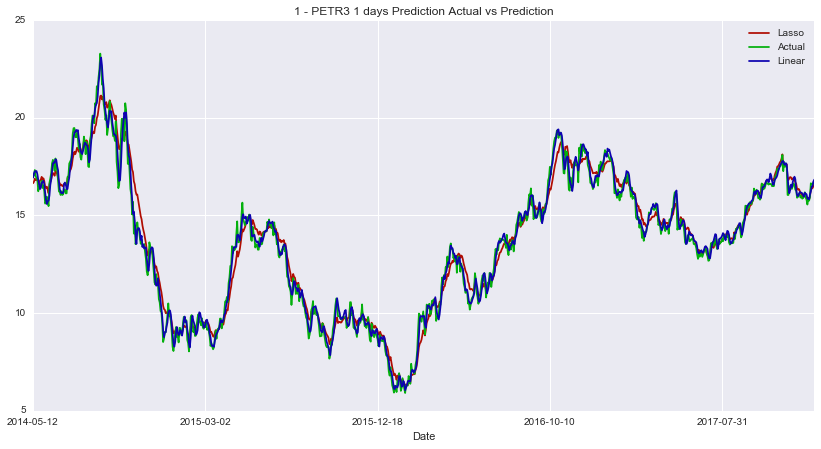 1 - PETR3 1 days Prediction Actual vs Prediction
25
20
15
10
5
Lasso
Actual
Linear
2014-05-12
2015-03-02
2015-12-18
2016-10-10
2017-07-31
Date